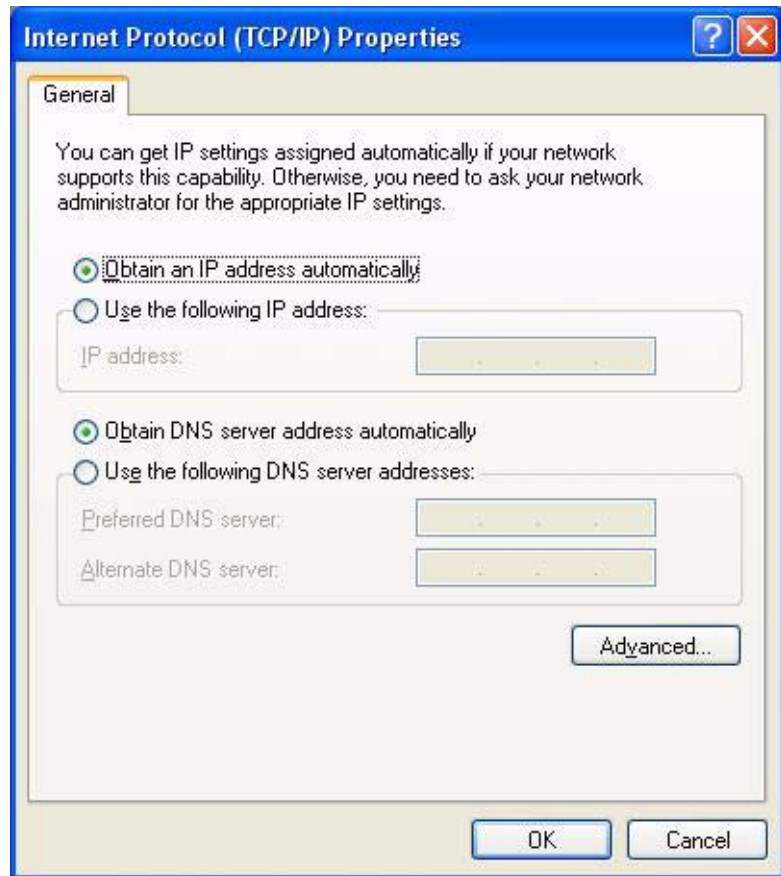 Internet Protocol (TCP/IP) Properties
General
You can get IP settings assigned automatically if your network
supports this capability. Otherwise, you need to ask your network
administrator for the appropriate IP settings.
Obtain an IP address automatically
Use the following IP address:
IP address:
Obtain DNS server address automatically
Use the following DNS server addresses:
Preferred DNS server:
Alternate DNS server:
Advanced...
OK
Cancel